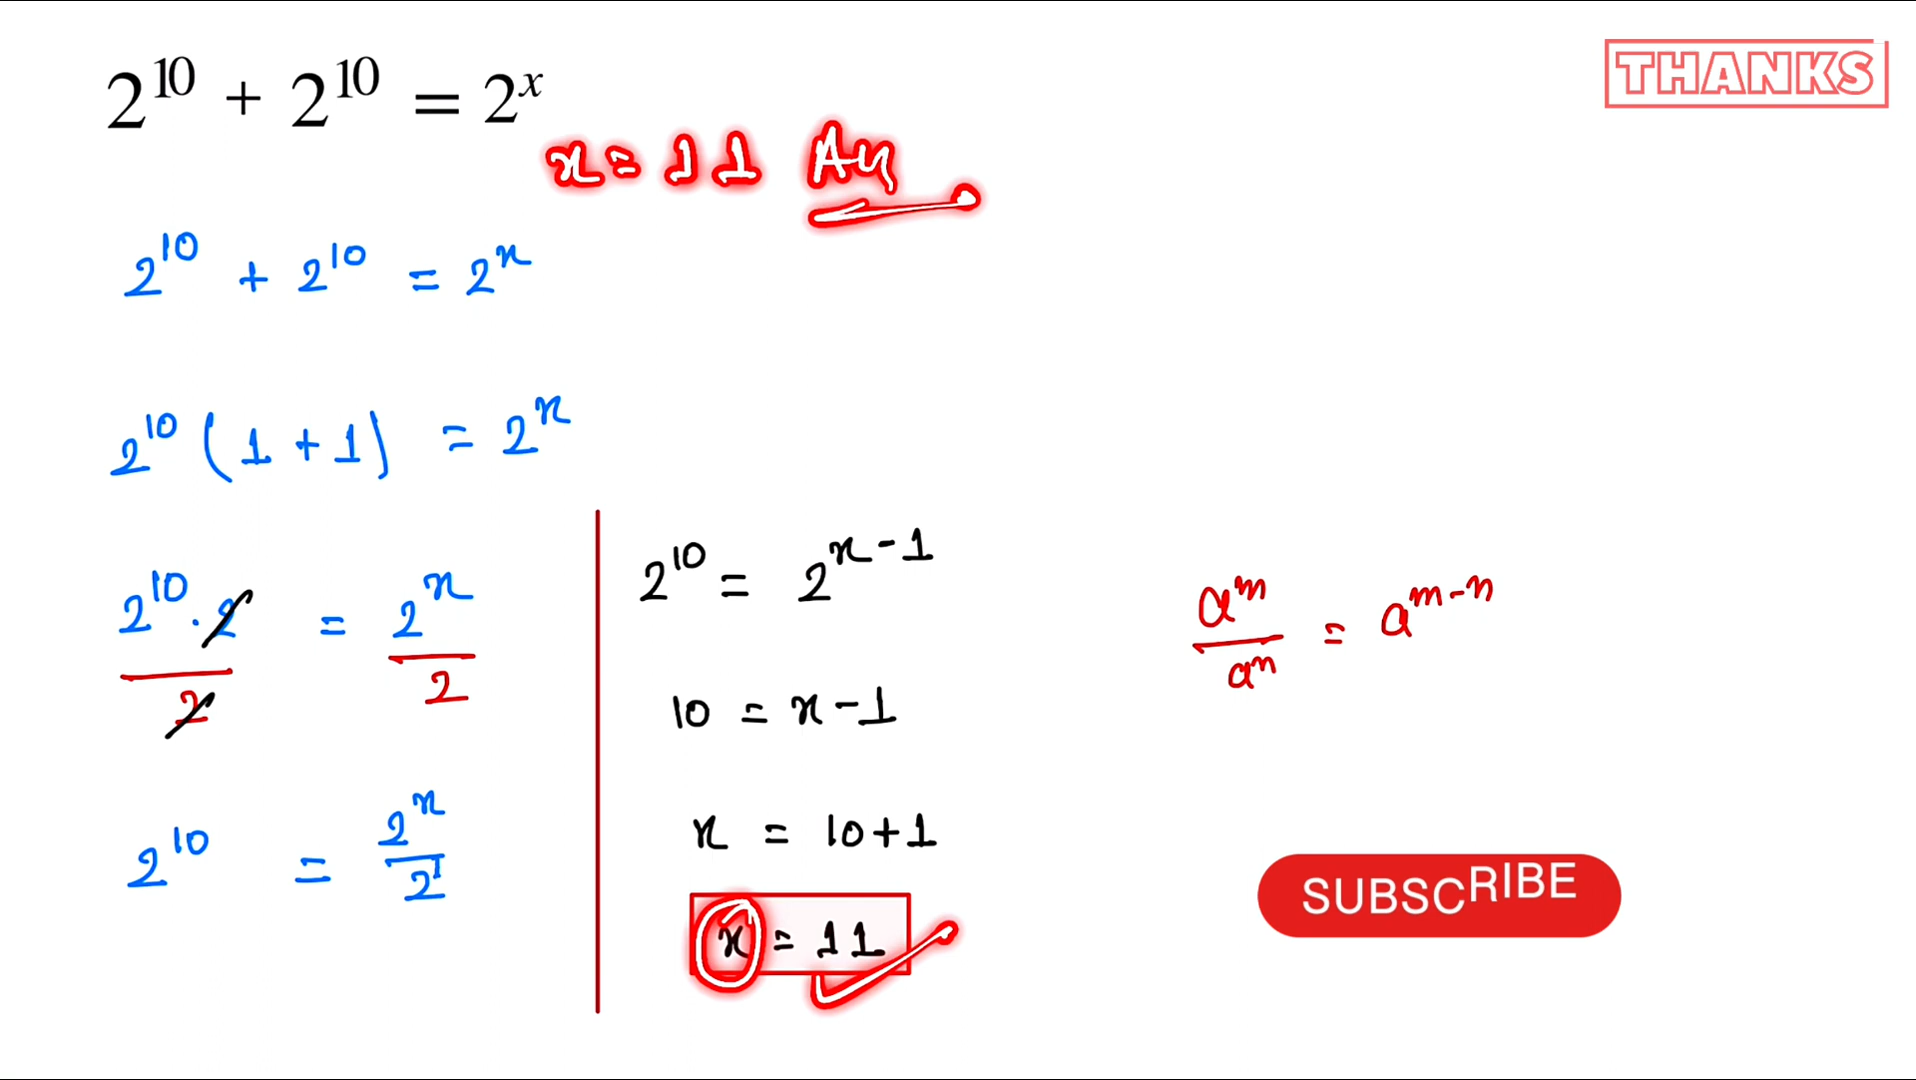 2^10 + 2^10 = 2^x
THANKS
x = 11 Ans
2^10 + 2^10 = 2^x
2^10 (1 + 1) = 2^x
2^10 · 2 / 2 = 2^x / 2
2^10 = 2^x / 2^1
2^10 = 2^x-1
10 = x - 1
x = 10 + 1
x = 11
a^m / a^n = a^m-n
SUBSCRIBE